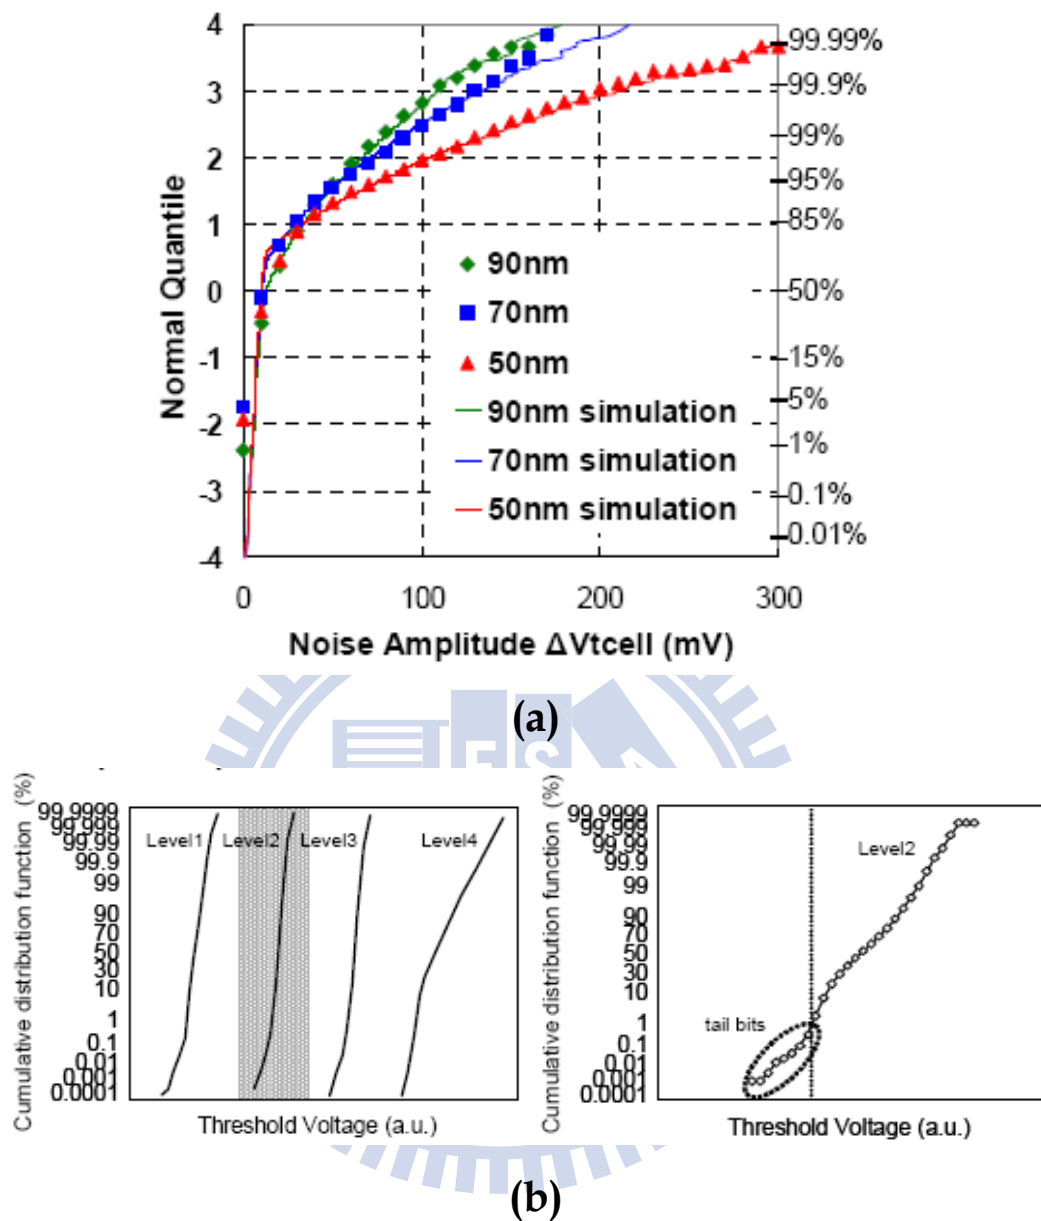 4
3
2
1
0
-1
-2
-3
-4
Normal Quantile
99.99%
99.9%
99%
95%
85%
50%
15%
5%
1%
0.1%
0.01%
90nm
70nm
50nm
90nm simulation
70nm simulation
50nm simulation
0 100 200 300
Noise Amplitude ΔVtcell (mV)
(a)
ESA
Cumulative distribution function (%)
99.9999
99.999
99.99
99.9
99
90
70
50
30
10
1
0.1
0.01
0.001
0.0001
Level1 Level2 Level3 Level4
Threshold Voltage (a.u.)
Cumulative distribution function (%)
99.9999
99.999
99.99
99.9
99
90
70
50
30
10
1
0.1
0.01
0.001
0.0001
Level2
tail bits
Threshold Voltage (a.u.)
(b)